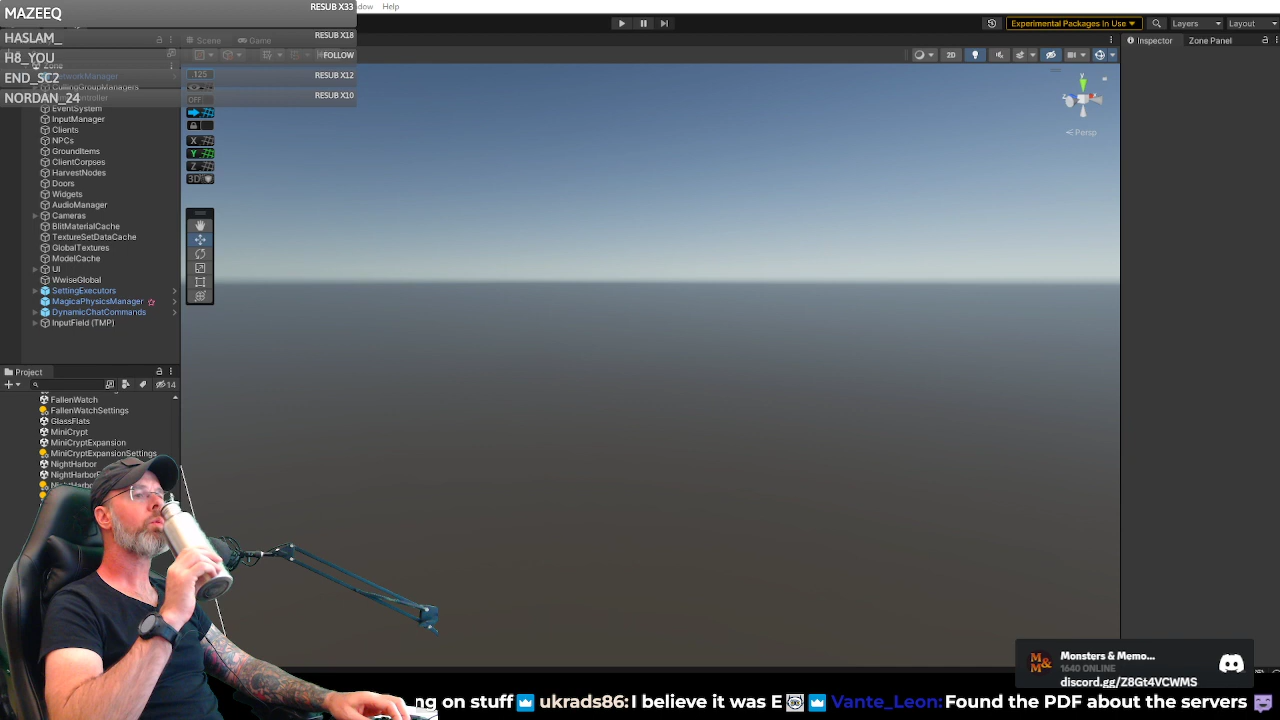 MAZEEQ RESUB X33
HASLAM_ RESUB X18
H8_YOU FOLLOW
END_SC2 RESUB X12
NORDAN_24 RESUB X10
Help
Experimental Packages In Use
Layers
Layout
Scene
Game
Inspector
Zone Panel
2D
.125
OFF
X
Y
Z
3D
y
Persp
EventSystem
InputManager
Clients
NPCs
GroundItems
ClientCorpses
HarvestNodes
Doors
Widgets
AudioManager
Cameras
BlitMaterialCache
TextureSetDataCache
GlobalTextures
ModelCache
UI
WwiseGlobal
SettingExecutors
MagicaPhysicsManager
DynamicChatCommands
InputField (TMP)
Project
14
FallenWatch
FallenWatchSettings
GlassFlats
MiniCrypt
MiniCryptExpansion
MiniCryptExpansionSettings
NightHarbor
Monsters & Memo...
1640 ONLINE
discord.gg/Z8Gt4VCWMS
ng on stuff ukrads86: I believe it was E Vante_Leon: Found the PDF about the servers